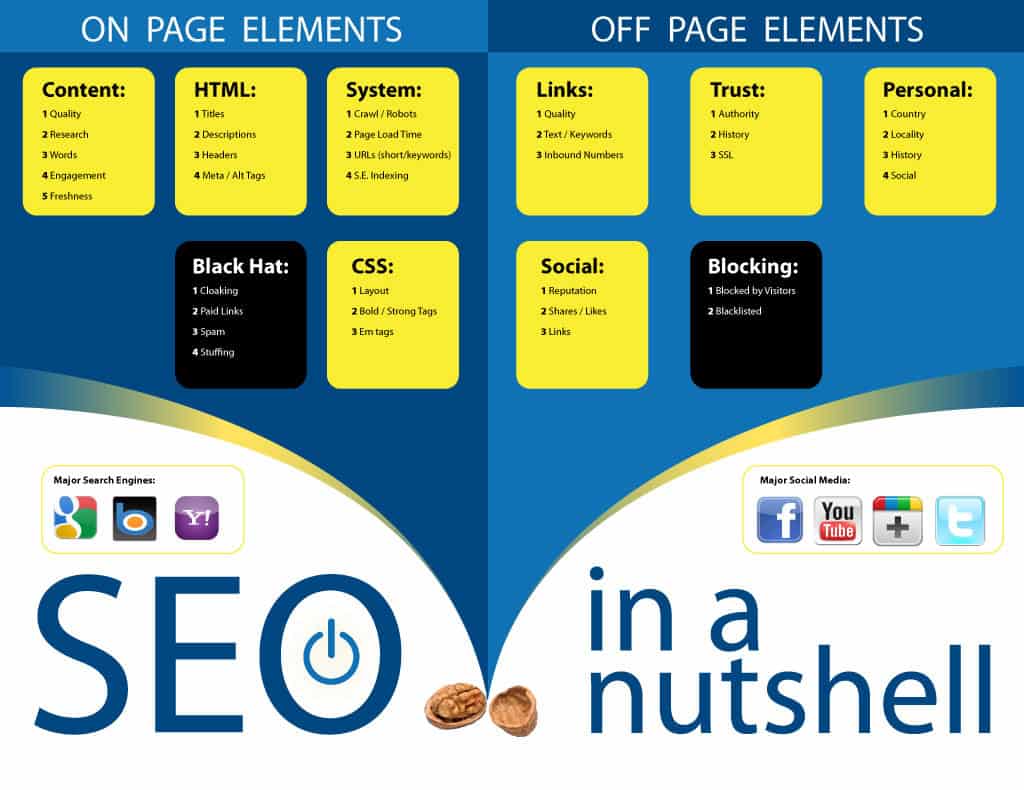 ON PAGE ELEMENTS
Content:
1 Quality
2 Research
3 Words
4 Engagement
5 Freshness
HTML:
1 Titles
2 Descriptions
3 Headers
4 Meta / Alt Tags
System:
1 Crawl / Robots
2 Page Load Time
3 URLs (short/keywords)
4 S.E. Indexing
Black Hat:
1 Cloaking
2 Paid Links
3 Spam
4 Stuffing
CSS:
1 Layout
2 Bold / Strong Tags
3 Em tags
OFF PAGE ELEMENTS
Links:
1 Quality
2 Text / Keywords
3 Inbound Numbers
Trust:
1 Authority
2 History
3 SSL
Personal:
1 Country
2 Locality
3 History
4 Social
Social:
1 Reputation
2 Shares / Likes
3 Links
Blocking:
1 Blocked by Visitors
2 Blacklisted
Major Search Engines:
g
b
Y!
Major Social Media:
f
You
Tube
+
t
SEO
in a
nutshell